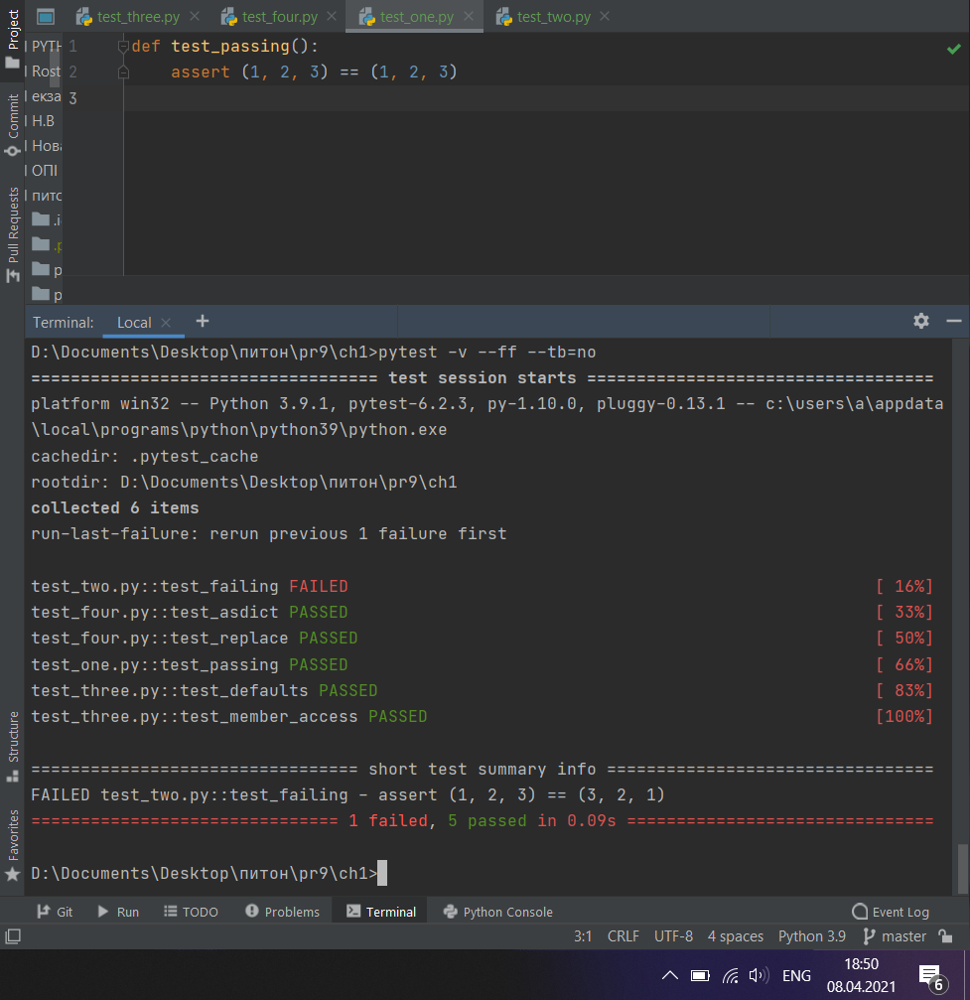 Project
Commit
Pull Requests
Structure
Favorites
test_three.py
test_four.py
test_one.py
test_two.py
PYTH
Rost
екза
Н.В
Нова
ОПІ
пито
1 def test_passing():
2 assert (1, 2, 3) == (1, 2, 3)
3
Terminal: Local +
D:\Documents\Desktop\питон\pr9\ch1>pytest -v --ff --tb=no
=================================== test session starts ===================================
platform win32 -- Python 3.9.1, pytest-6.2.3, py-1.10.0, pluggy-0.13.1 -- c:\users\a\appdata
\local\programs\python\python39\python.exe
cachedir: .pytest_cache
rootdir: D:\Documents\Desktop\питон\pr9\ch1
collected 6 items
run-last-failure: rerun previous 1 failure first
test_two.py::test_failing FAILED [ 16%]
test_four.py::test_asdict PASSED [ 33%]
test_four.py::test_replace PASSED [ 50%]
test_one.py::test_passing PASSED [ 66%]
test_three.py::test_defaults PASSED [ 83%]
test_three.py::test_member_access PASSED [100%]
================================= short test summary info =================================
FAILED test_two.py::test_failing - assert (1, 2, 3) == (3, 2, 1)
=============================== 1 failed, 5 passed in 0.09s ===============================
D:\Documents\Desktop\питон\pr9\ch1>
Git Run TODO Problems Terminal Python Console Event Log
3:1 CRLF UTF-8 4 spaces Python 3.9 master
ENG 18:50
08.04.2021
6